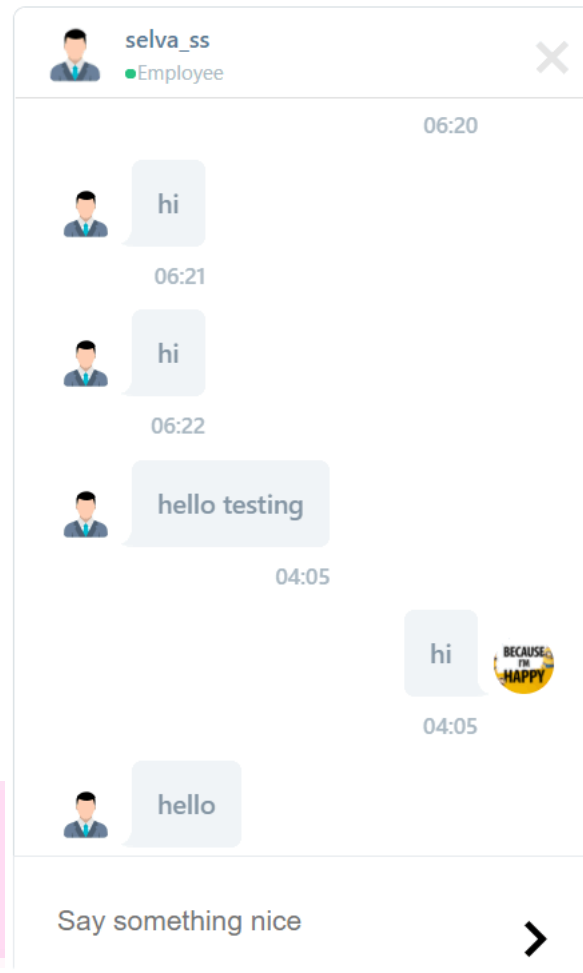 selva_ss
Employee
06:20
hi
06:21
hi
06:22
hello testing
04:05
hi
BECAUSE
I'M
HAPPY
04:05
hello
Say something nice